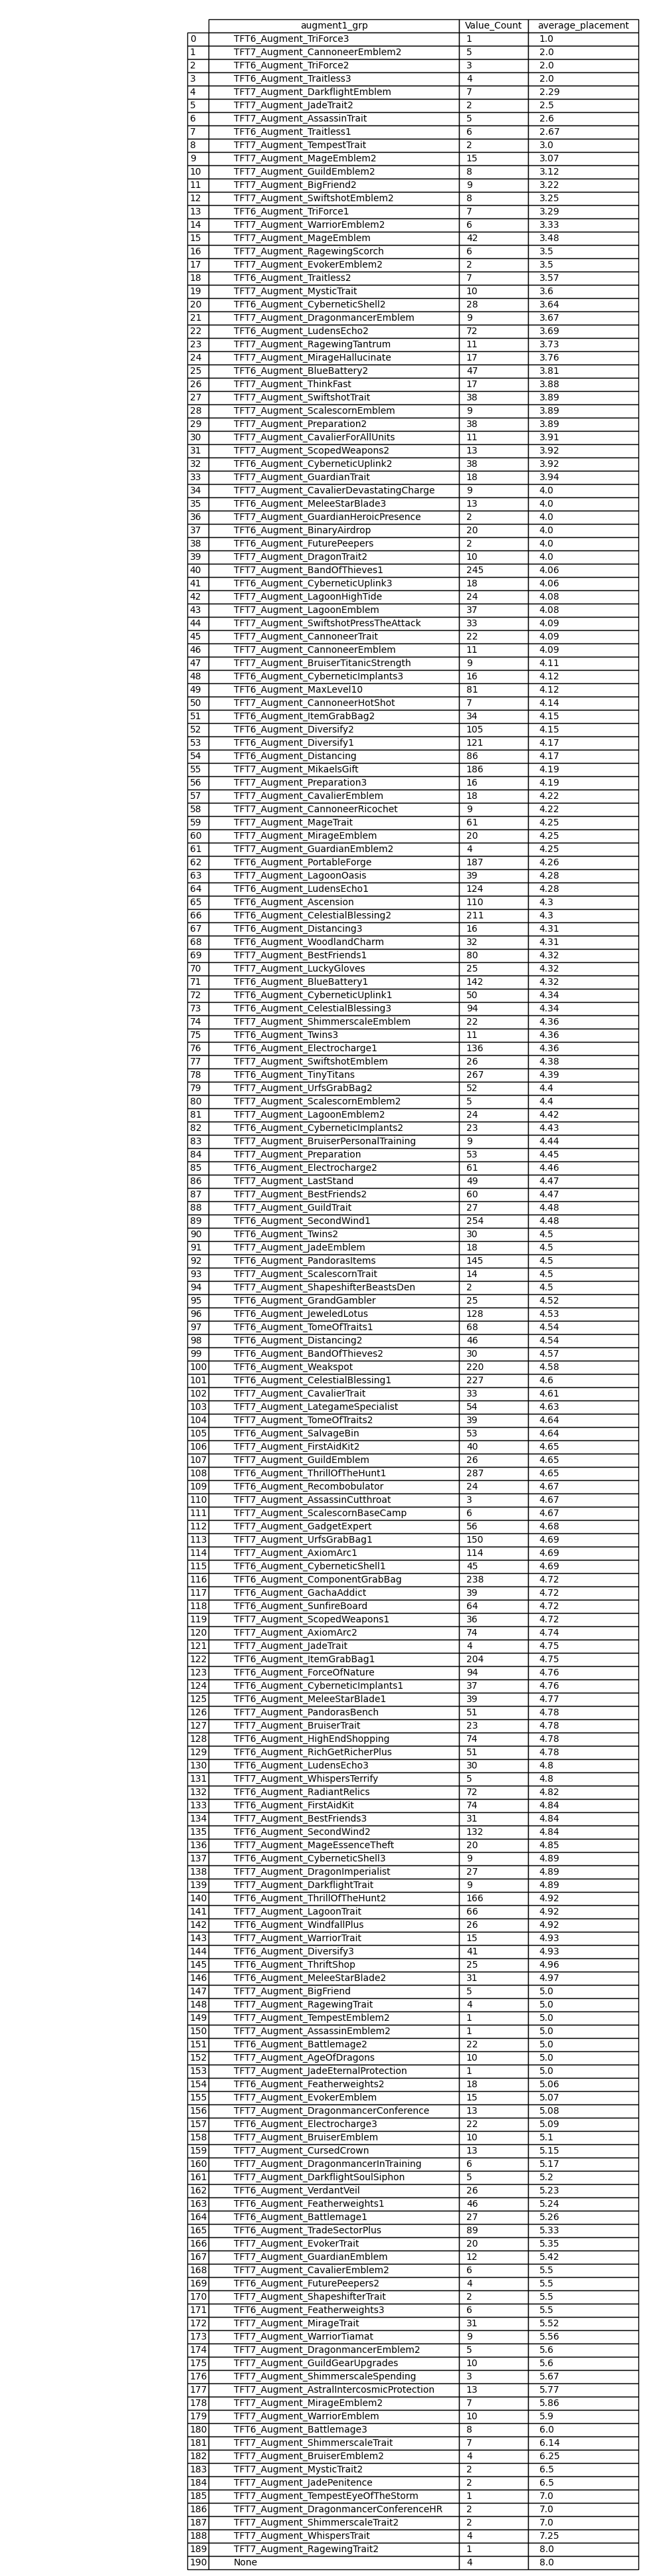 augment1_grp Value_Count average_placement
0 TFT6_Augment_TriForce3 1 1.0
1 TFT7_Augment_CannoneerEmblem2 5 2.0
2 TFT6_Augment_TriForce2 3 2.0
3 TFT6_Augment_Traitless3 4 2.0
4 TFT7_Augment_DarkflightEmblem 7 2.29
5 TFT7_Augment_JadeTrait2 2 2.5
6 TFT7_Augment_AssassinTrait 5 2.6
7 TFT6_Augment_Traitless1 6 2.67
8 TFT7_Augment_TempestTrait 2 3.0
9 TFT7_Augment_MageEmblem2 15 3.07
10 TFT7_Augment_GuildEmblem2 8 3.12
11 TFT7_Augment_BigFriend2 9 3.22
12 TFT7_Augment_SwiftshotEmblem2 8 3.25
13 TFT6_Augment_TriForce1 7 3.29
14 TFT7_Augment_WarriorEmblem2 6 3.33
15 TFT7_Augment_MageEmblem 42 3.48
16 TFT7_Augment_RagewingScorch 6 3.5
17 TFT7_Augment_EvokerEmblem2 2 3.5
18 TFT6_Augment_Traitless2 7 3.57
19 TFT7_Augment_MysticTrait 10 3.6
20 TFT6_Augment_CyberneticShell2 28 3.64
21 TFT7_Augment_DragonmancerEmblem 9 3.67
22 TFT6_Augment_LudensEcho2 72 3.69
23 TFT7_Augment_RagewingTantrum 11 3.73
24 TFT7_Augment_MirageHallucinate 17 3.76
25 TFT6_Augment_BlueBattery2 47 3.81
26 TFT7_Augment_ThinkFast 17 3.88
27 TFT7_Augment_SwiftshotTrait 38 3.89
28 TFT7_Augment_ScalescornEmblem 9 3.89
29 TFT7_Augment_Preparation2 38 3.89
30 TFT7_Augment_CavalierForAllUnits 11 3.91
31 TFT7_Augment_ScopedWeapons2 13 3.92
32 TFT6_Augment_CyberneticUplink2 38 3.92
33 TFT7_Augment_GuardianTrait 18 3.94
34 TFT7_Augment_CavalierDevastatingCharge 9 4.0
35 TFT6_Augment_MeleeStarBlade3 13 4.0
36 TFT7_Augment_GuardianHeroicPresence 2 4.0
37 TFT6_Augment_BinaryAirdrop 20 4.0
38 TFT6_Augment_FuturePeepers 2 4.0
39 TFT7_Augment_DragonTrait2 10 4.0
40 TFT7_Augment_BandOfThieves1 245 4.06
41 TFT6_Augment_CyberneticUplink3 18 4.06
42 TFT7_Augment_LagoonHighTide 24 4.08
43 TFT7_Augment_LagoonEmblem 37 4.08
44 TFT7_Augment_SwiftshotPressTheAttack 33 4.09
45 TFT7_Augment_CannoneerTrait 22 4.09
46 TFT7_Augment_CannoneerEmblem 11 4.09
47 TFT7_Augment_BruiserTitanicStrength 9 4.11
48 TFT6_Augment_CyberneticImplants3 16 4.12
49 TFT6_Augment_MaxLevel10 81 4.12
50 TFT7_Augment_CannoneerHotShot 7 4.14
51 TFT6_Augment_ItemGrabBag2 34 4.15
52 TFT6_Augment_Diversify2 105 4.15
53 TFT6_Augment_Diversify1 121 4.17
54 TFT6_Augment_Distancing 86 4.17
55 TFT7_Augment_MikaelsGift 186 4.19
56 TFT7_Augment_Preparation3 16 4.19
57 TFT7_Augment_CavalierEmblem 18 4.22
58 TFT7_Augment_CannoneerRicochet 9 4.22
59 TFT7_Augment_MageTrait 61 4.25
60 TFT7_Augment_MirageEmblem 20 4.25
61 TFT7_Augment_GuardianEmblem2 4 4.25
62 TFT6_Augment_PortableForge 187 4.26
63 TFT7_Augment_LagoonOasis 39 4.28
64 TFT6_Augment_LudensEcho1 124 4.28
65 TFT6_Augment_Ascension 110 4.3
66 TFT6_Augment_CelestialBlessing2 211 4.3
67 TFT6_Augment_Distancing3 16 4.31
68 TFT6_Augment_WoodlandCharm 32 4.31
69 TFT7_Augment_BestFriends1 80 4.32
70 TFT7_Augment_LuckyGloves 25 4.32
71 TFT6_Augment_BlueBattery1 142 4.32
72 TFT6_Augment_CyberneticUplink1 50 4.34
73 TFT6_Augment_CelestialBlessing3 94 4.34
74 TFT7_Augment_ShimmerscaleEmblem 22 4.36
75 TFT6_Augment_Twins3 11 4.36
76 TFT6_Augment_Electrocharge1 136 4.36
77 TFT7_Augment_SwiftshotEmblem 26 4.38
78 TFT6_Augment_TinyTitans 267 4.39
79 TFT7_Augment_UrfsGrabBag2 52 4.4
80 TFT7_Augment_ScalescornEmblem2 5 4.4
81 TFT7_Augment_LagoonEmblem2 24 4.42
82 TFT6_Augment_CyberneticImplants2 23 4.43
83 TFT7_Augment_BruiserPersonalTraining 9 4.44
84 TFT7_Augment_Preparation 53 4.45
85 TFT6_Augment_Electrocharge2 61 4.46
86 TFT7_Augment_LastStand 49 4.47
87 TFT7_Augment_BestFriends2 60 4.47
88 TFT7_Augment_GuildTrait 27 4.48
89 TFT6_Augment_SecondWind1 254 4.48
90 TFT6_Augment_Twins2 30 4.5
91 TFT7_Augment_JadeEmblem 18 4.5
92 TFT6_Augment_PandorasItems 145 4.5
93 TFT7_Augment_ScalescornTrait 14 4.5
94 TFT7_Augment_ShapeshifterBeastsDen 2 4.5
95 TFT6_Augment_GrandGambler 25 4.52
96 TFT6_Augment_JeweledLotus 128 4.53
97 TFT6_Augment_TomeOfTraits1 68 4.54
98 TFT6_Augment_Distancing2 46 4.54
99 TFT7_Augment_BandOfThieves2 30 4.57
100 TFT6_Augment_Weakspot 220 4.58
101 TFT6_Augment_CelestialBlessing1 227 4.6
102 TFT7_Augment_CavalierTrait 33 4.61
103 TFT7_Augment_LategameSpecialist 54 4.63
104 TFT6_Augment_TomeOfTraits2 39 4.64
105 TFT6_Augment_SalvageBin 53 4.64
106 TFT7_Augment_FirstAidKit2 40 4.65
107 TFT7_Augment_GuildEmblem 26 4.65
108 TFT6_Augment_ThrillOfTheHunt1 287 4.65
109 TFT6_Augment_Recombobulator 24 4.67
110 TFT7_Augment_AssassinCutthroat 3 4.67
111 TFT7_Augment_ScalescornBaseCamp 6 4.67
112 TFT7_Augment_GadgetExpert 56 4.68
113 TFT7_Augment_UrfsGrabBag1 150 4.69
114 TFT7_Augment_AxiomArc1 114 4.69
115 TFT6_Augment_CyberneticShell1 45 4.69
116 TFT6_Augment_ComponentGrabBag 238 4.72
117 TFT7_Augment_GachaAddict 39 4.72
118 TFT6_Augment_SunfireBoard 64 4.72
119 TFT7_Augment_ScopedWeapons1 36 4.72
120 TFT7_Augment_AxiomArc2 74 4.74
121 TFT7_Augment_JadeTrait 4 4.75
122 TFT6_Augment_ItemGrabBag1 204 4.75
123 TFT6_Augment_ForceOfNature 94 4.76
124 TFT6_Augment_CyberneticImplants1 37 4.76
125 TFT6_Augment_MeleeStarBlade1 39 4.77
126 TFT7_Augment_PandorasBench 51 4.78
127 TFT7_Augment_BruiserTrait 23 4.78
128 TFT6_Augment_HighEndShopping 74 4.78
129 TFT6_Augment_RichGetRicherPlus 51 4.78
130 TFT6_Augment_LudensEcho3 30 4.8
131 TFT7_Augment_WhispersTerrify 5 4.8
132 TFT6_Augment_RadiantRelics 72 4.82
133 TFT6_Augment_FirstAidKit 74 4.84
134 TFT7_Augment_BestFriends3 31 4.84
135 TFT6_Augment_SecondWind2 132 4.84
136 TFT7_Augment_MageEssenceTheft 20 4.85
137 TFT6_Augment_CyberneticShell3 9 4.89
138 TFT7_Augment_DragonImperialist 27 4.89
139 TFT7_Augment_DarkflightTrait 9 4.89
140 TFT6_Augment_ThrillOfTheHunt2 166 4.92
141 TFT7_Augment_LagoonTrait 66 4.92
142 TFT6_Augment_WindfallPlus 26 4.92
143 TFT7_Augment_WarriorTrait 15 4.93
144 TFT6_Augment_Diversify3 41 4.93
145 TFT6_Augment_ThriftShop 25 4.96
146 TFT6_Augment_MeleeStarBlade2 31 4.97
147 TFT7_Augment_BigFriend 5 5.0
148 TFT7_Augment_RagewingTrait 4 5.0
149 TFT7_Augment_TempestEmblem2 1 5.0
150 TFT7_Augment_AssassinEmblem2 1 5.0
151 TFT6_Augment_Battlemage2 22 5.0
152 TFT7_Augment_AgeOfDragons 10 5.0
153 TFT7_Augment_JadeEternalProtection 1 5.0
154 TFT6_Augment_Featherweights2 18 5.06
155 TFT7_Augment_EvokerEmblem 15 5.07
156 TFT7_Augment_DragonmancerConference 13 5.08
157 TFT6_Augment_Electrocharge3 22 5.09
158 TFT7_Augment_BruiserEmblem 10 5.1
159 TFT7_Augment_CursedCrown 13 5.15
160 TFT7_Augment_DragonmancerInTraining 6 5.17
161 TFT7_Augment_DarkflightSoulSiphon 5 5.2
162 TFT6_Augment_VerdantVeil 26 5.23
163 TFT6_Augment_Featherweights1 46 5.24
164 TFT6_Augment_Battlemage1 27 5.26
165 TFT6_Augment_TradeSectorPlus 89 5.33
166 TFT7_Augment_EvokerTrait 20 5.35
167 TFT7_Augment_GuardianEmblem 12 5.42
168 TFT7_Augment_CavalierEmblem2 6 5.5
169 TFT6_Augment_FuturePeepers2 4 5.5
170 TFT7_Augment_ShapeshifterTrait 2 5.5
171 TFT6_Augment_Featherweights3 6 5.5
172 TFT7_Augment_MirageTrait 31 5.52
173 TFT7_Augment_WarriorTiamat 9 5.56
174 TFT7_Augment_DragonmancerEmblem2 5 5.6
175 TFT7_Augment_GuildGearUpgrades 10 5.6
176 TFT7_Augment_ShimmerscaleSpending 3 5.67
177 TFT7_Augment_AstralIntercosmicProtection 13 5.77
178 TFT7_Augment_MirageEmblem2 7 5.86
179 TFT7_Augment_WarriorEmblem 10 5.9
180 TFT6_Augment_Battlemage3 8 6.0
181 TFT7_Augment_ShimmerscaleTrait 7 6.14
182 TFT7_Augment_BruiserEmblem2 4 6.25
183 TFT7_Augment_MysticTrait2 2 6.5
184 TFT7_Augment_JadePenitence 2 6.5
185 TFT7_Augment_TempestEyeOfTheStorm 1 7.0
186 TFT7_Augment_DragonmancerConferenceHR 2 7.0
187 TFT7_Augment_ShimmerscaleTrait2 2 7.0
188 TFT7_Augment_WhispersTrait 4 7.25
189 TFT7_Augment_RagewingTrait2 1 8.0
190 None 4 8.0